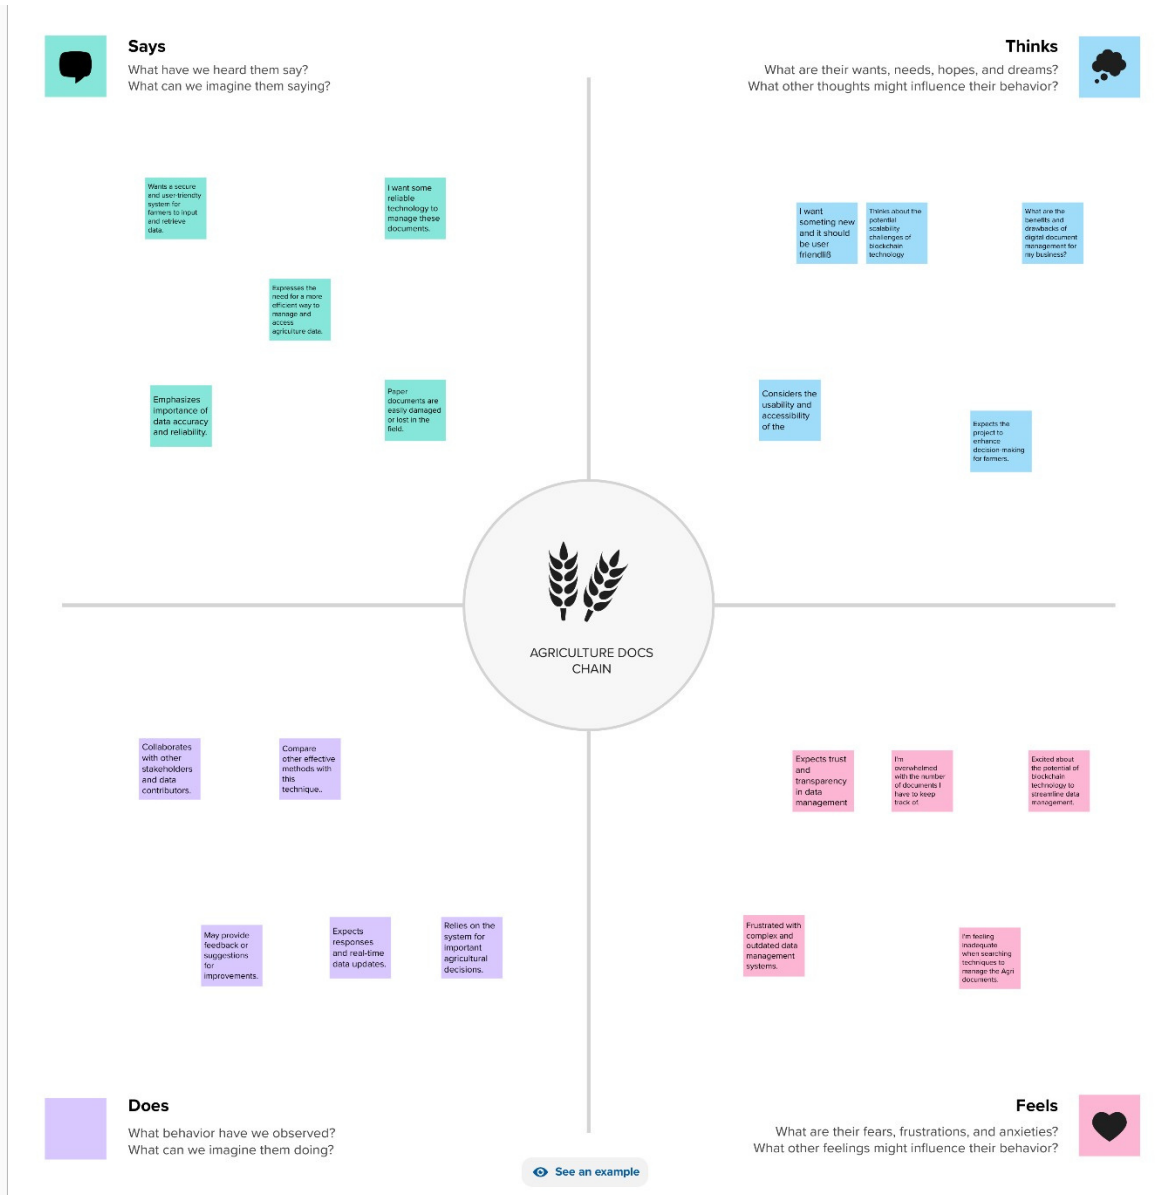 Says
What have we heard them say?
What can we imagine them saying?
Thinks
What are their wants, needs, hopes, and dreams?
What other thoughts might influence their behavior?
Wants a secure
and user-friendly
system for
farmers to input
and retrieve
data.
I want some
reliable
technology to
manage these
documents.
Expresses the
need for a more
efficient way to
manage and
access
agriculture data.
Emphasizes
importance of
data accuracy
and reliability.
Paper
documents are
easily damaged
or lost in the
field.
I want
someting new
and it should
be user
friendli8
Thinks about the
potential
scalability
challenges of
blockchain
technology
What are the
benefits and
drawbacks of
digital document
management for
my business?
Considers the
usability and
accessibility
of the
Expects the
project to
enhance
decision making
for farmers.
AGRICULTURE DOCS
CHAIN
Collaborates
with other
stakeholders
and data
contributors.
Compare
other effective
methods with
this
technique..
May provide
feedback or
suggestions
for
improvements.
Expects
responses
and real-time
data updates.
Relies on the
system for
important
agricultural
decisions.
Expects trust
and
transparency
in data
management
I'm
overwhelmed
with the number
of documents I
have to keep
track of.
Excited about
the potential of
blockchain
technology to
streamline data
management.
Frustrated with
complex and
outdated data
management
systems.
I'm feeling
inadequate
when searching
techniques to
manage the Agri
documents.
Does
What behavior have we observed?
What can we imagine them doing?
Feels
What are their fears, frustrations, and anxieties?
What other feelings might influence their behavior?
See an example